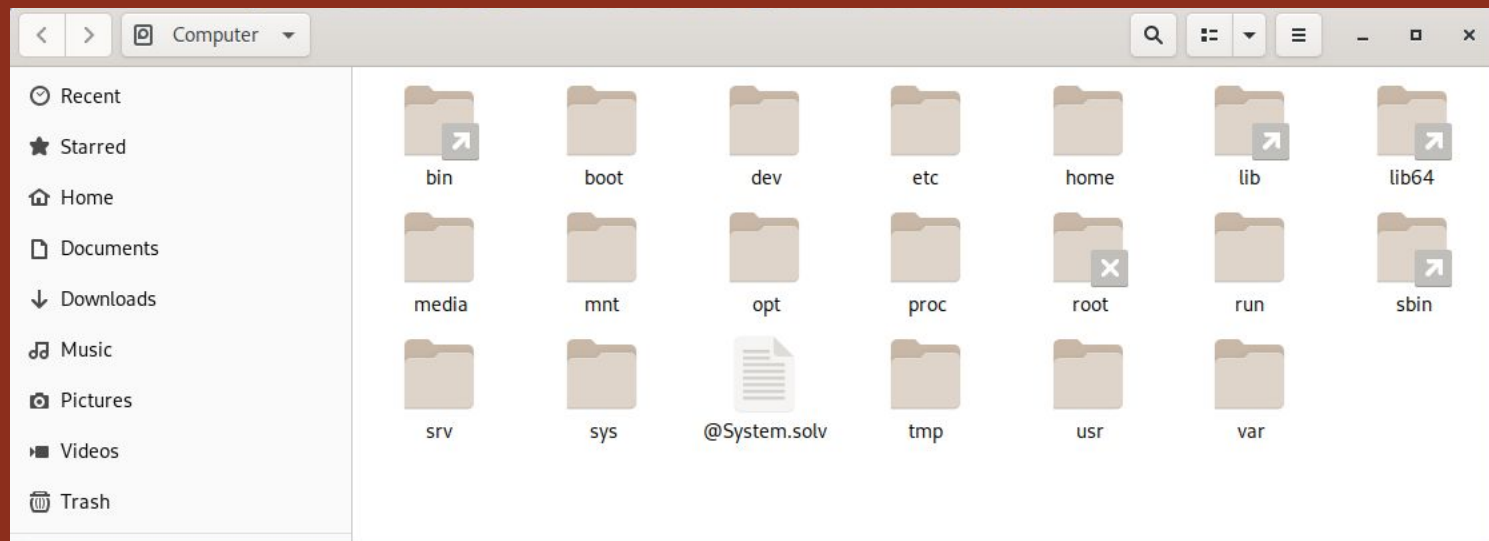 Computer
Recent
Starred
Home
Documents
Downloads
Music
Pictures
Videos
Trash
bin boot dev etc home lib lib64
media mnt opt proc root run sbin
srv sys @System.solv tmp usr var